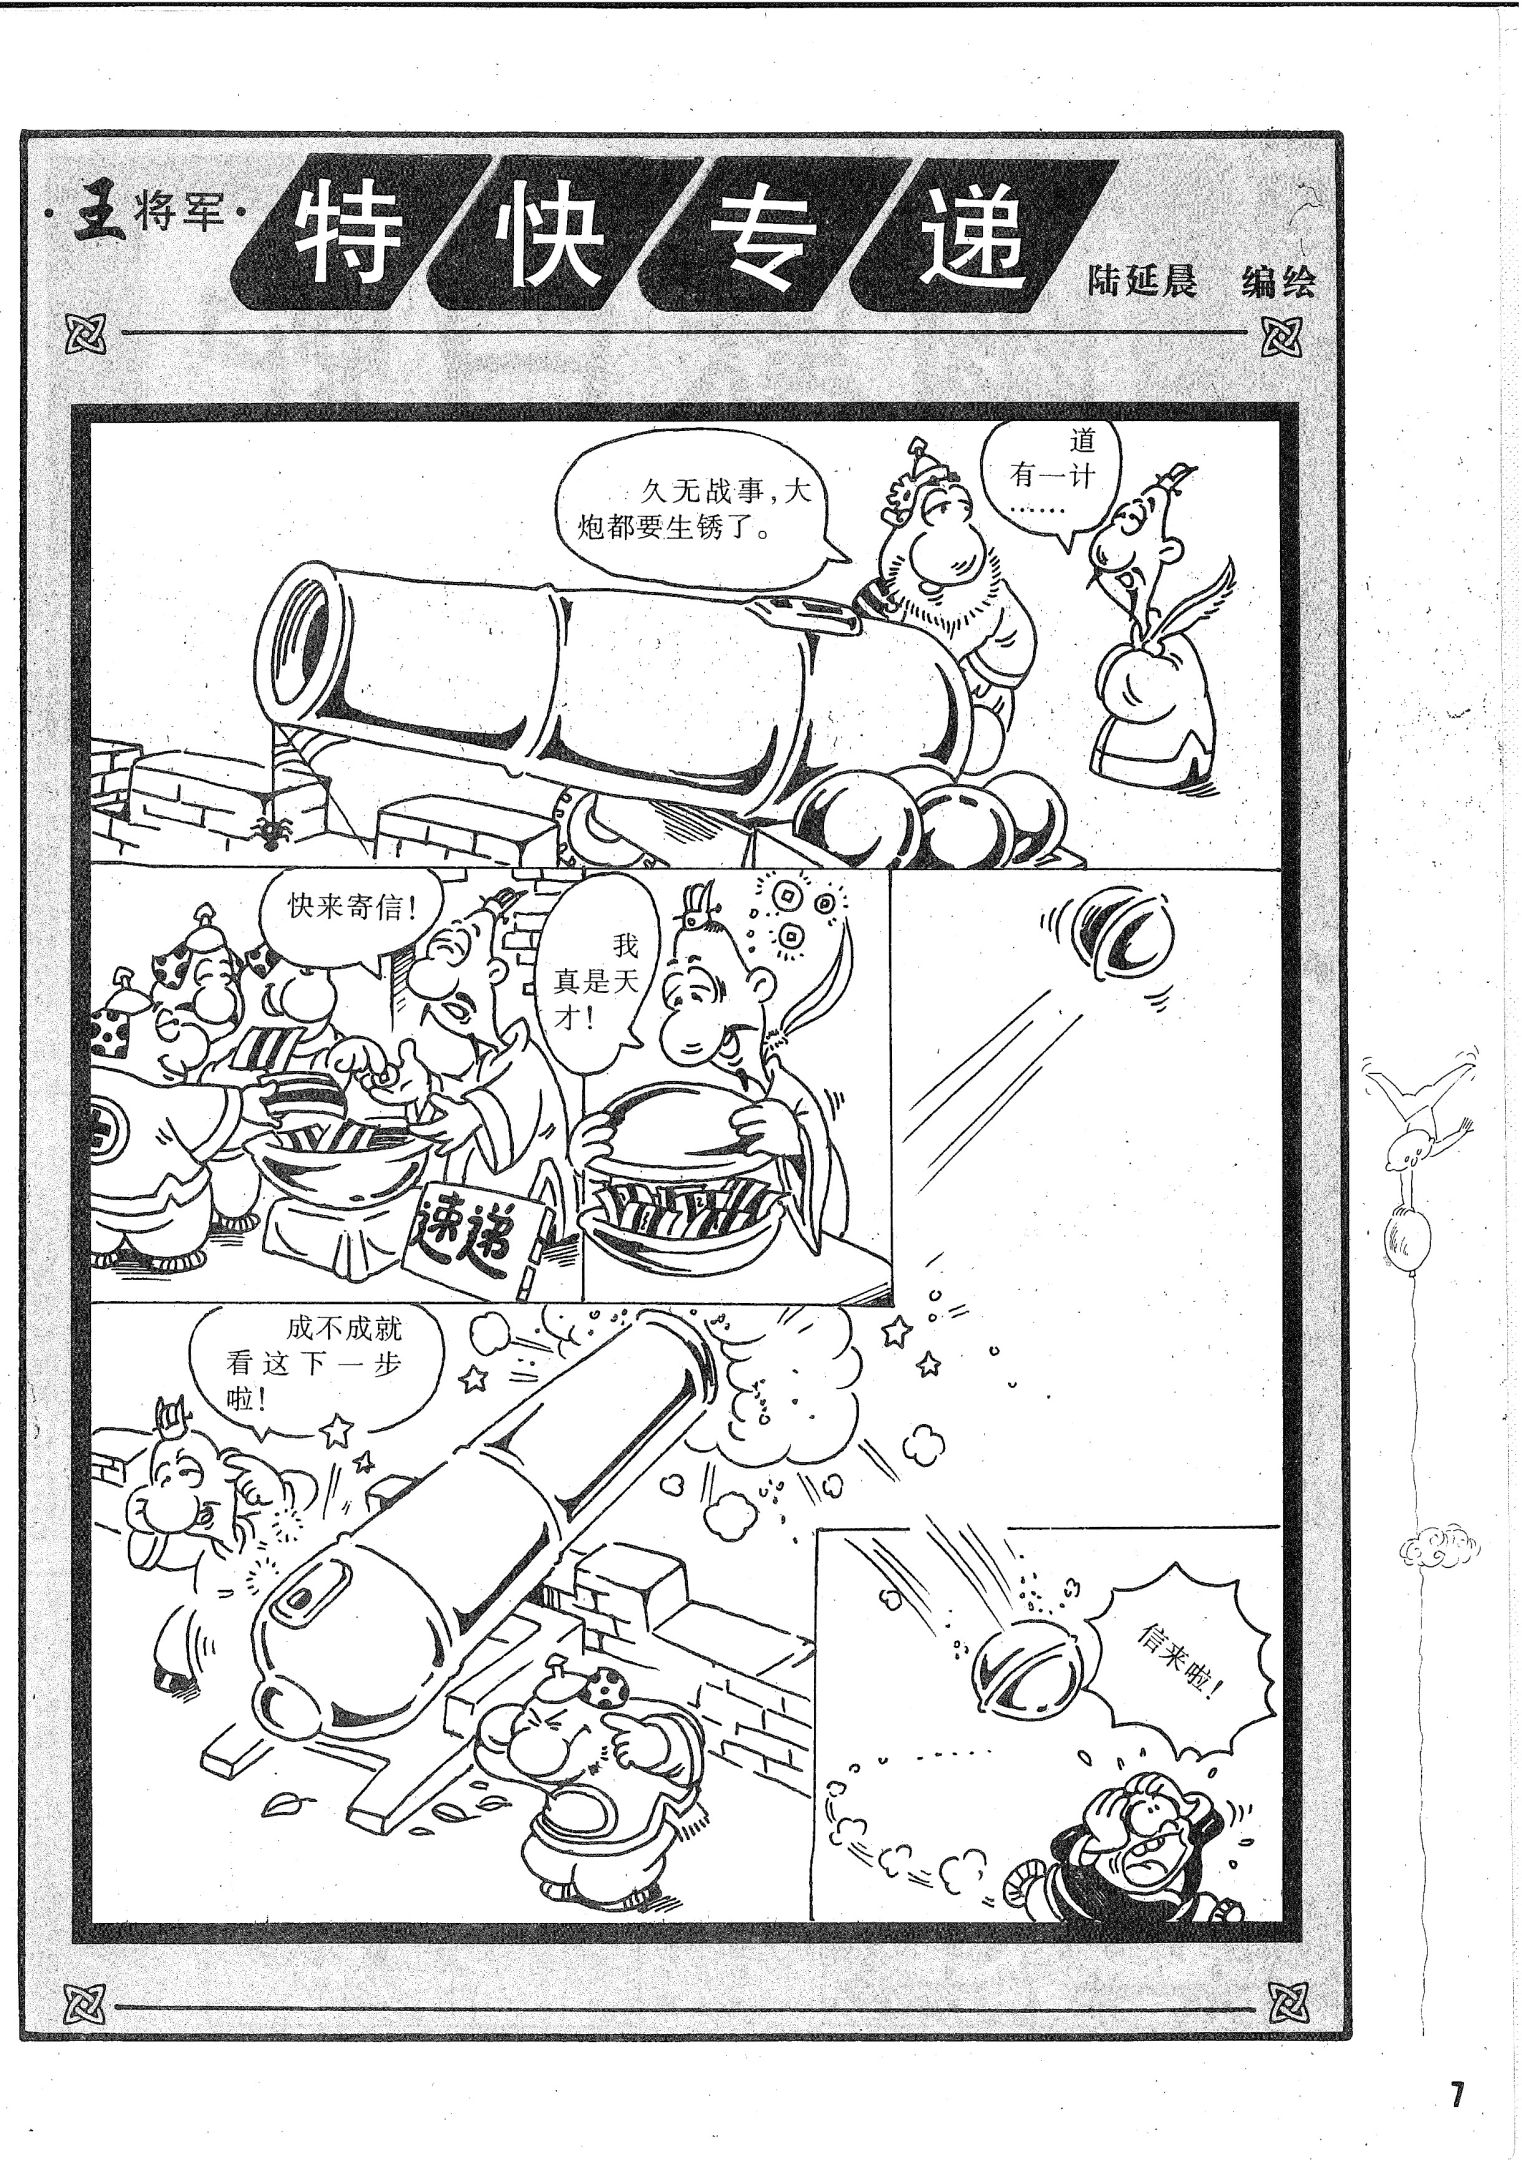 ·王将军·
特快专递
陆延晨 编绘
久无战事,大
炮都要生锈了。
道
有一计
……
快来寄信!
速递
我
真是天
才!
成不成就
看这下一步
啦!
信来啦!
7